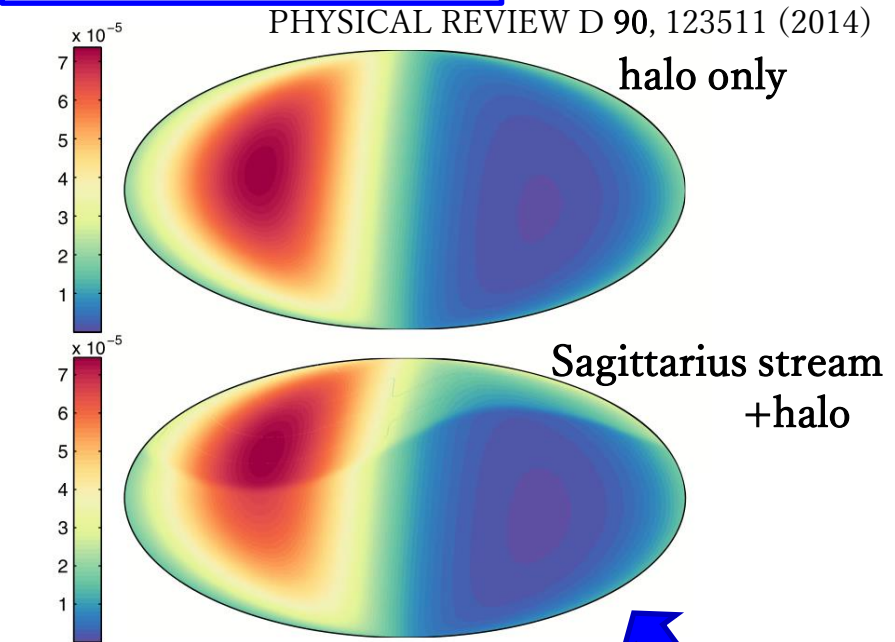 PHYSICAL REVIEW D 90, 123511 (2014)
x 10⁻⁵
halo only
7
6
5
4
3
2
1
x 10⁻⁵
Sagittarius stream
+halo
7
6
5
4
3
2
1